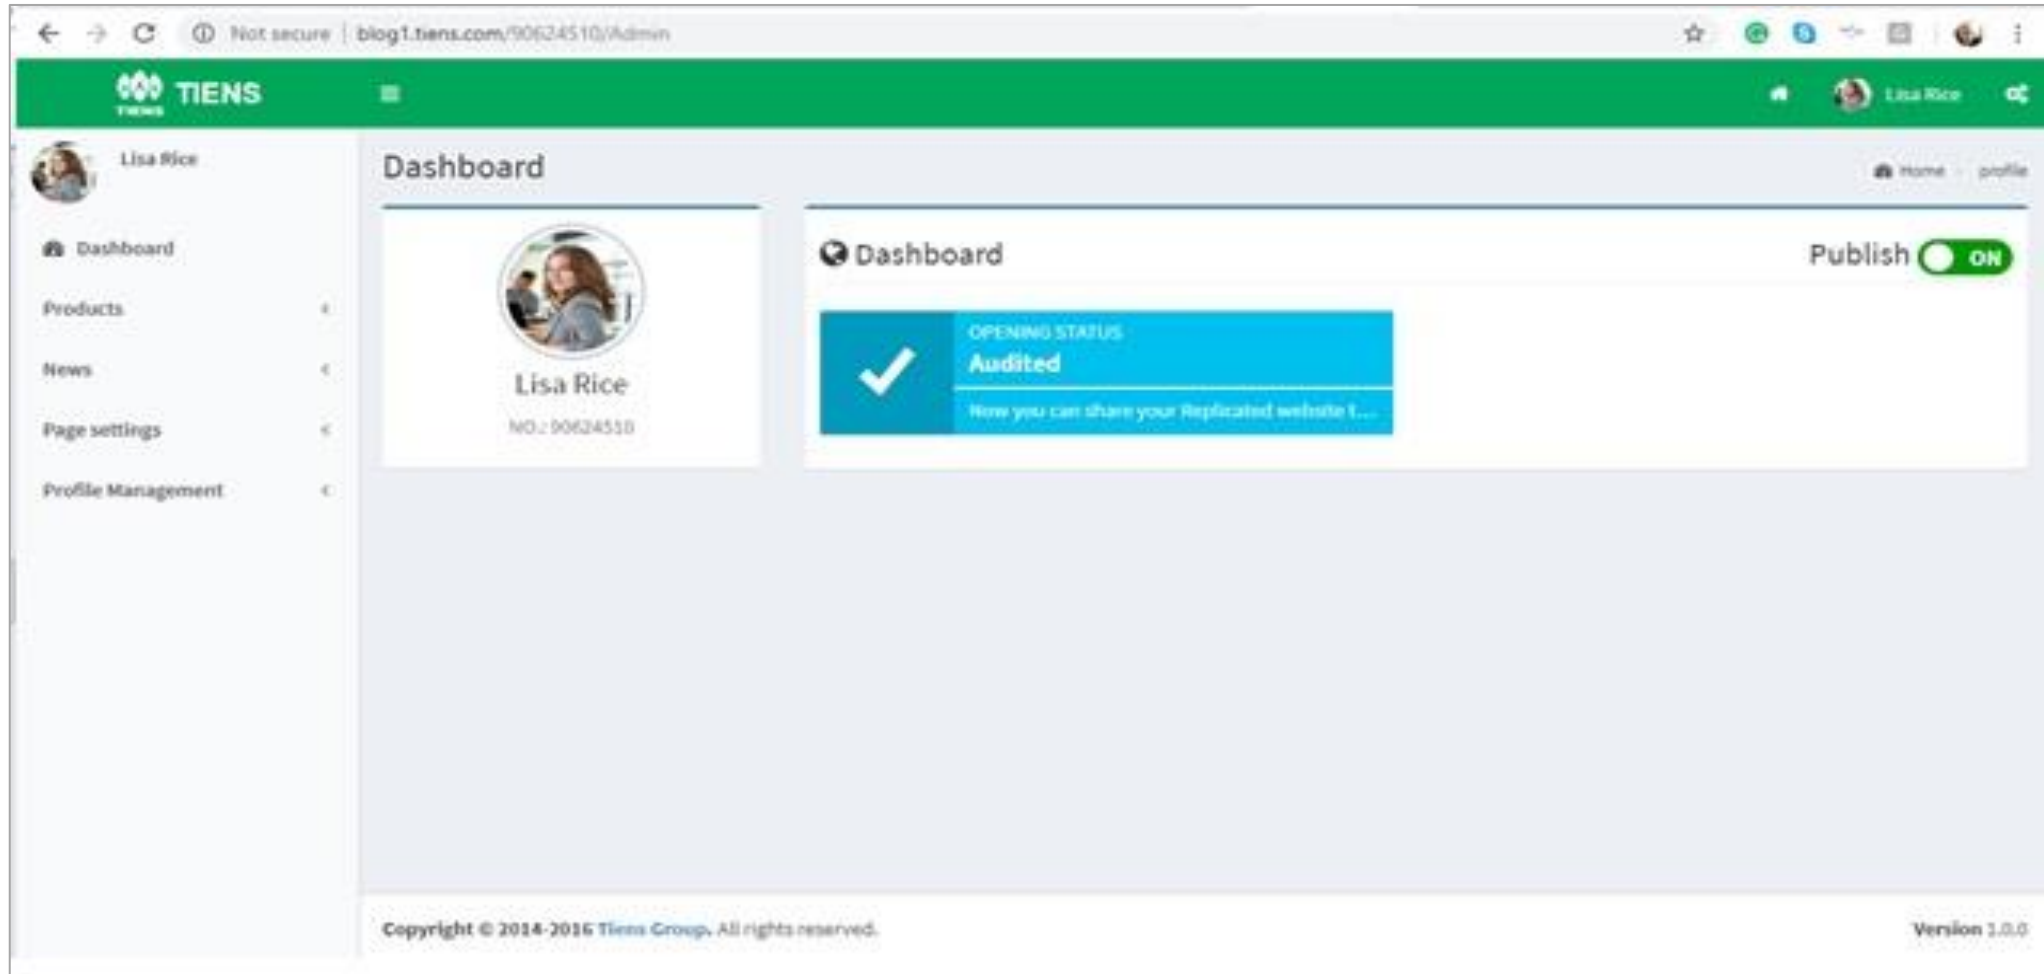 Not secure | blog1.tiens.com/90624510/Admin
TIENS TIENS
Lisa Rice
Lisa Rice
Dashboard
Products
News
Page settings
Profile Management
Dashboard
Home profile
Lisa Rice
NO.: 90624510
Dashboard
Publish ON
OPENING STATUS
Audited
Now you can share your Replicated website t...
Copyright © 2014-2016 Tiens Group. All rights reserved.
Version 1.0.0